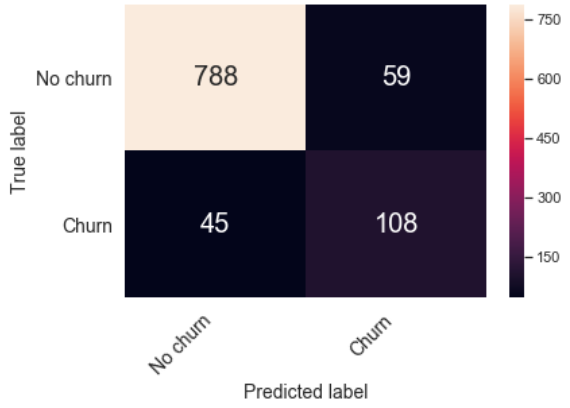 750
No churn
788
59
600
True label
450
300
Churn
45
108
150
No churn
Churn
Predicted label